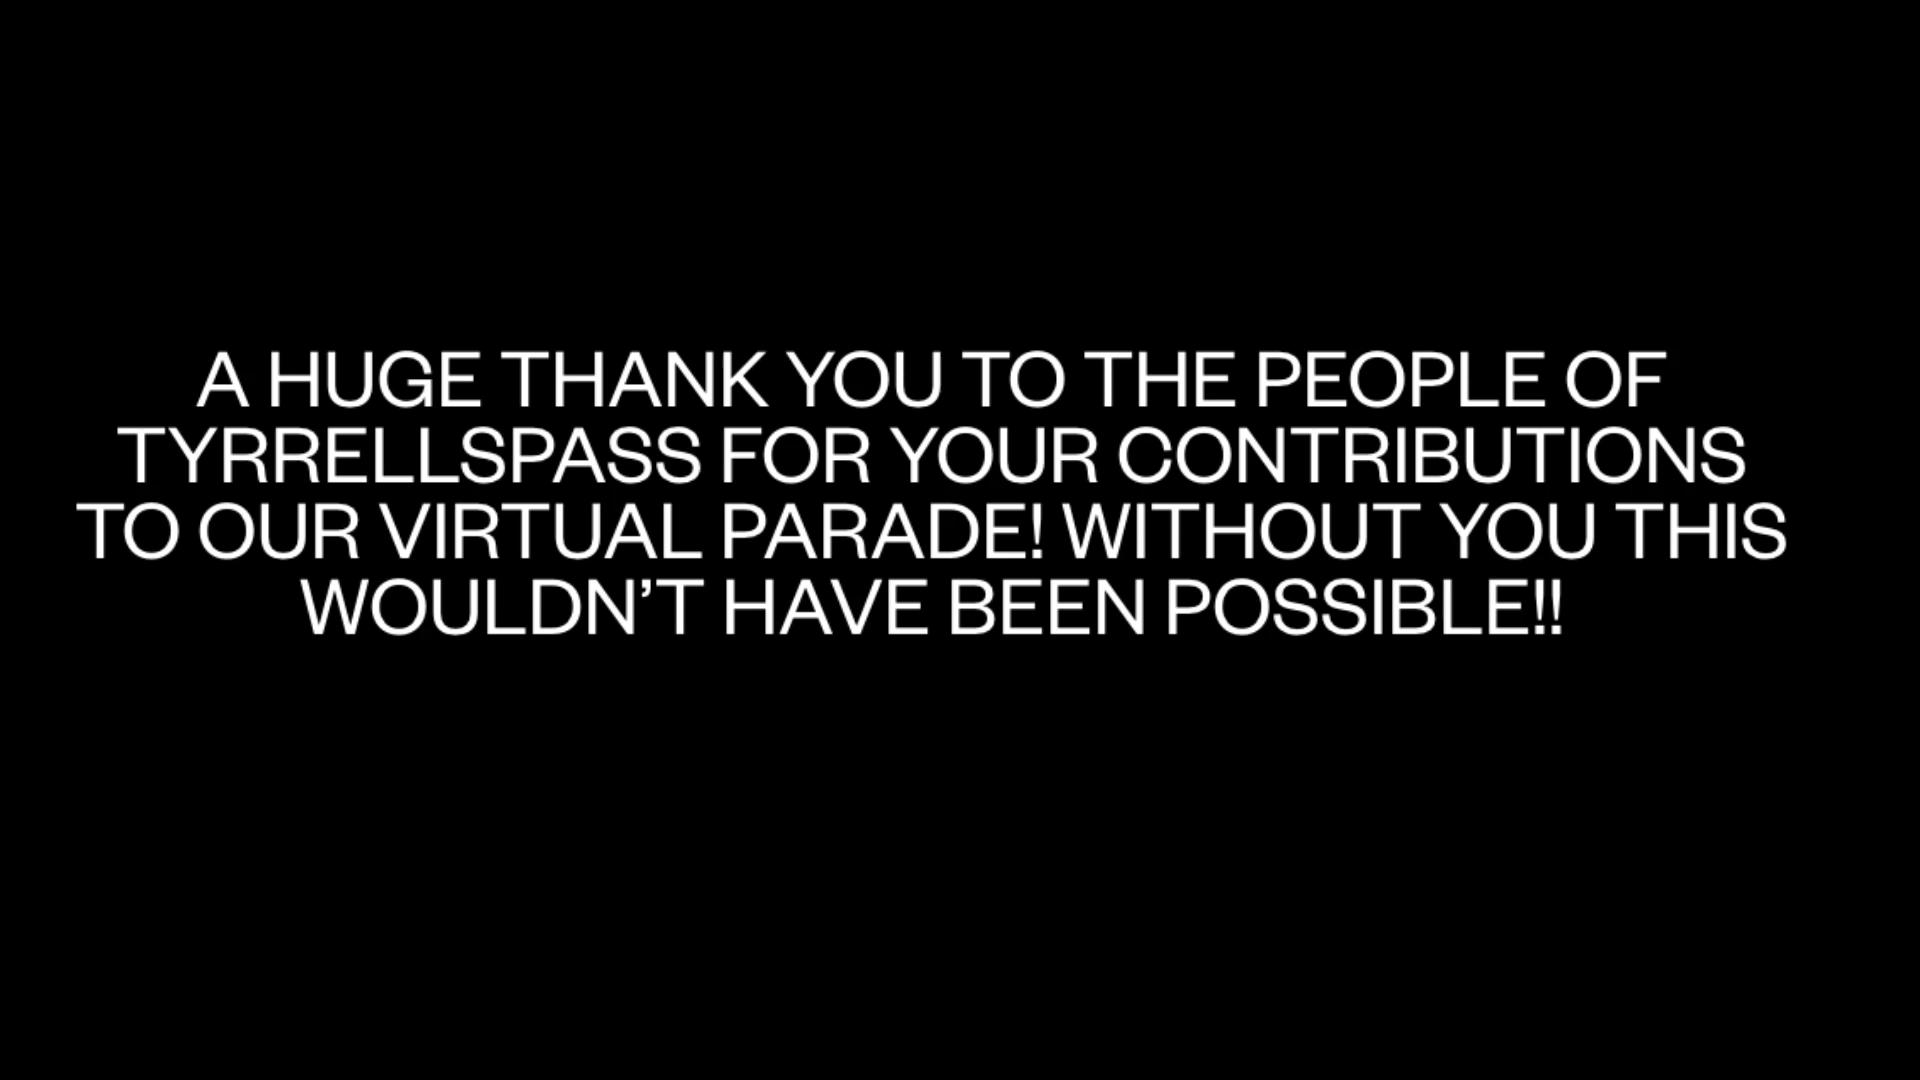 A HUGE THANK YOU TO THE PEOPLE OF
TYRRELLSPASS FOR YOUR CONTRIBUTIONS
TO OUR VIRTUAL PARADE! WITHOUT YOU THIS
WOULDN’T HAVE BEEN POSSIBLE!!